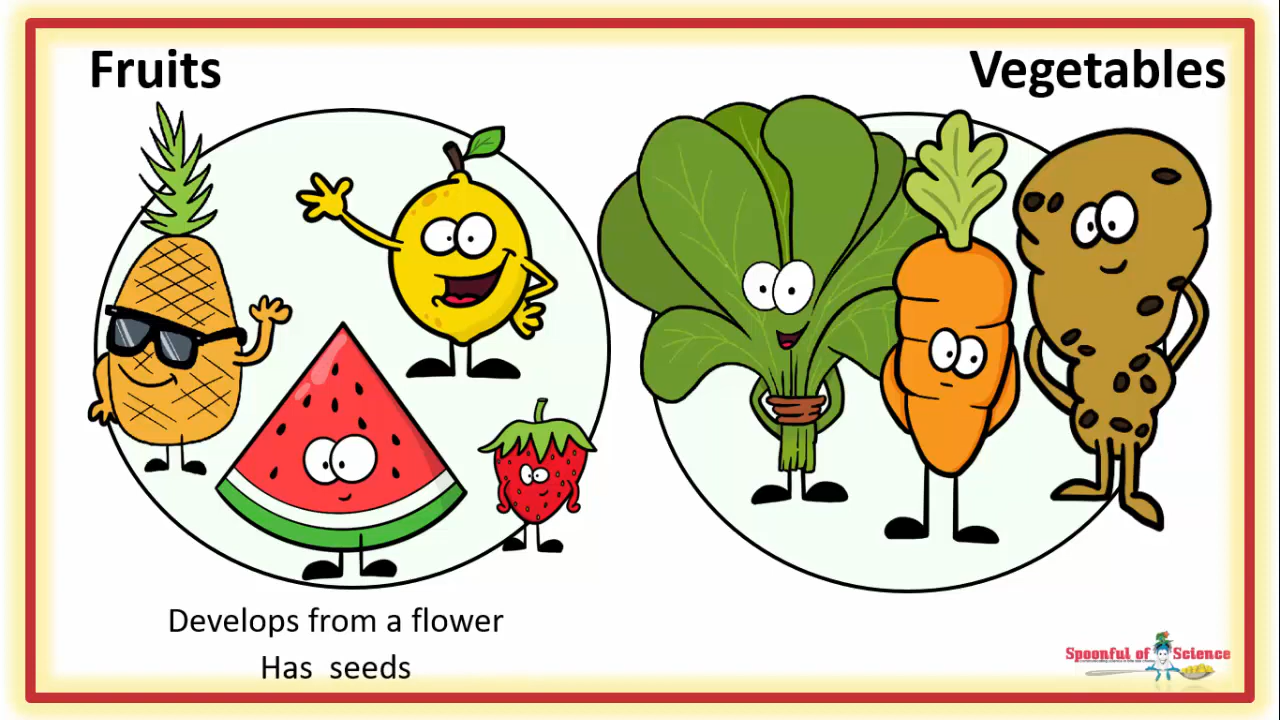 Fruits
Vegetables
Develops from a flower
Has seeds
Spoonful of Science